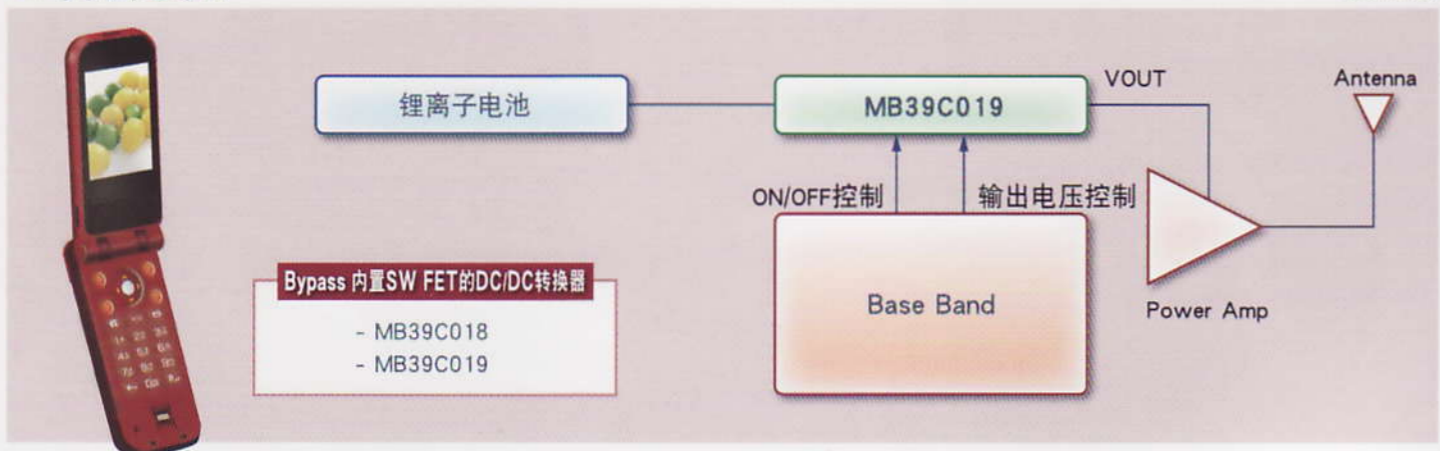 锂离子电池
MB39C019
VOUT
Antenna
ON/OFF控制
输出电压控制
Bypass 内置SW FET的DC/DC转换器
- MB39C018
- MB39C019
Base Band
Power Amp